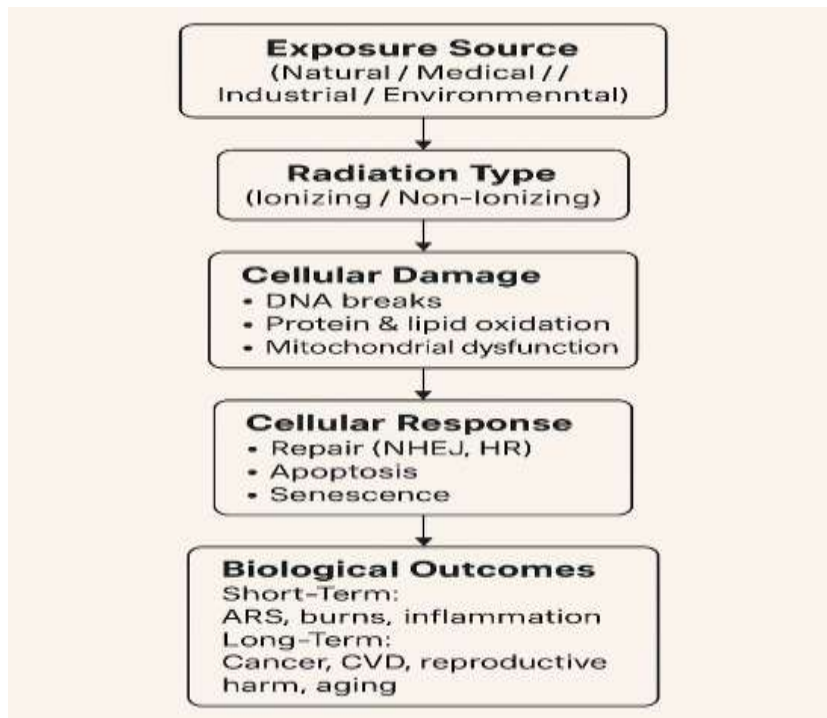 Exposure Source
(Natural / Medical //
Industrial / Environmenntal)
Radiation Type
(Ionizing / Non-Ionizing)
Cellular Damage
• DNA breaks
• Protein & lipid oxidation
• Mitochondrial dysfunction
Cellular Response
• Repair (NHEJ, HR)
• Apoptosis
• Senescence
Biological Outcomes
Short-Term:
ARS, burns, inflammation
Long-Term:
Cancer, CVD, reproductive
harm, aging